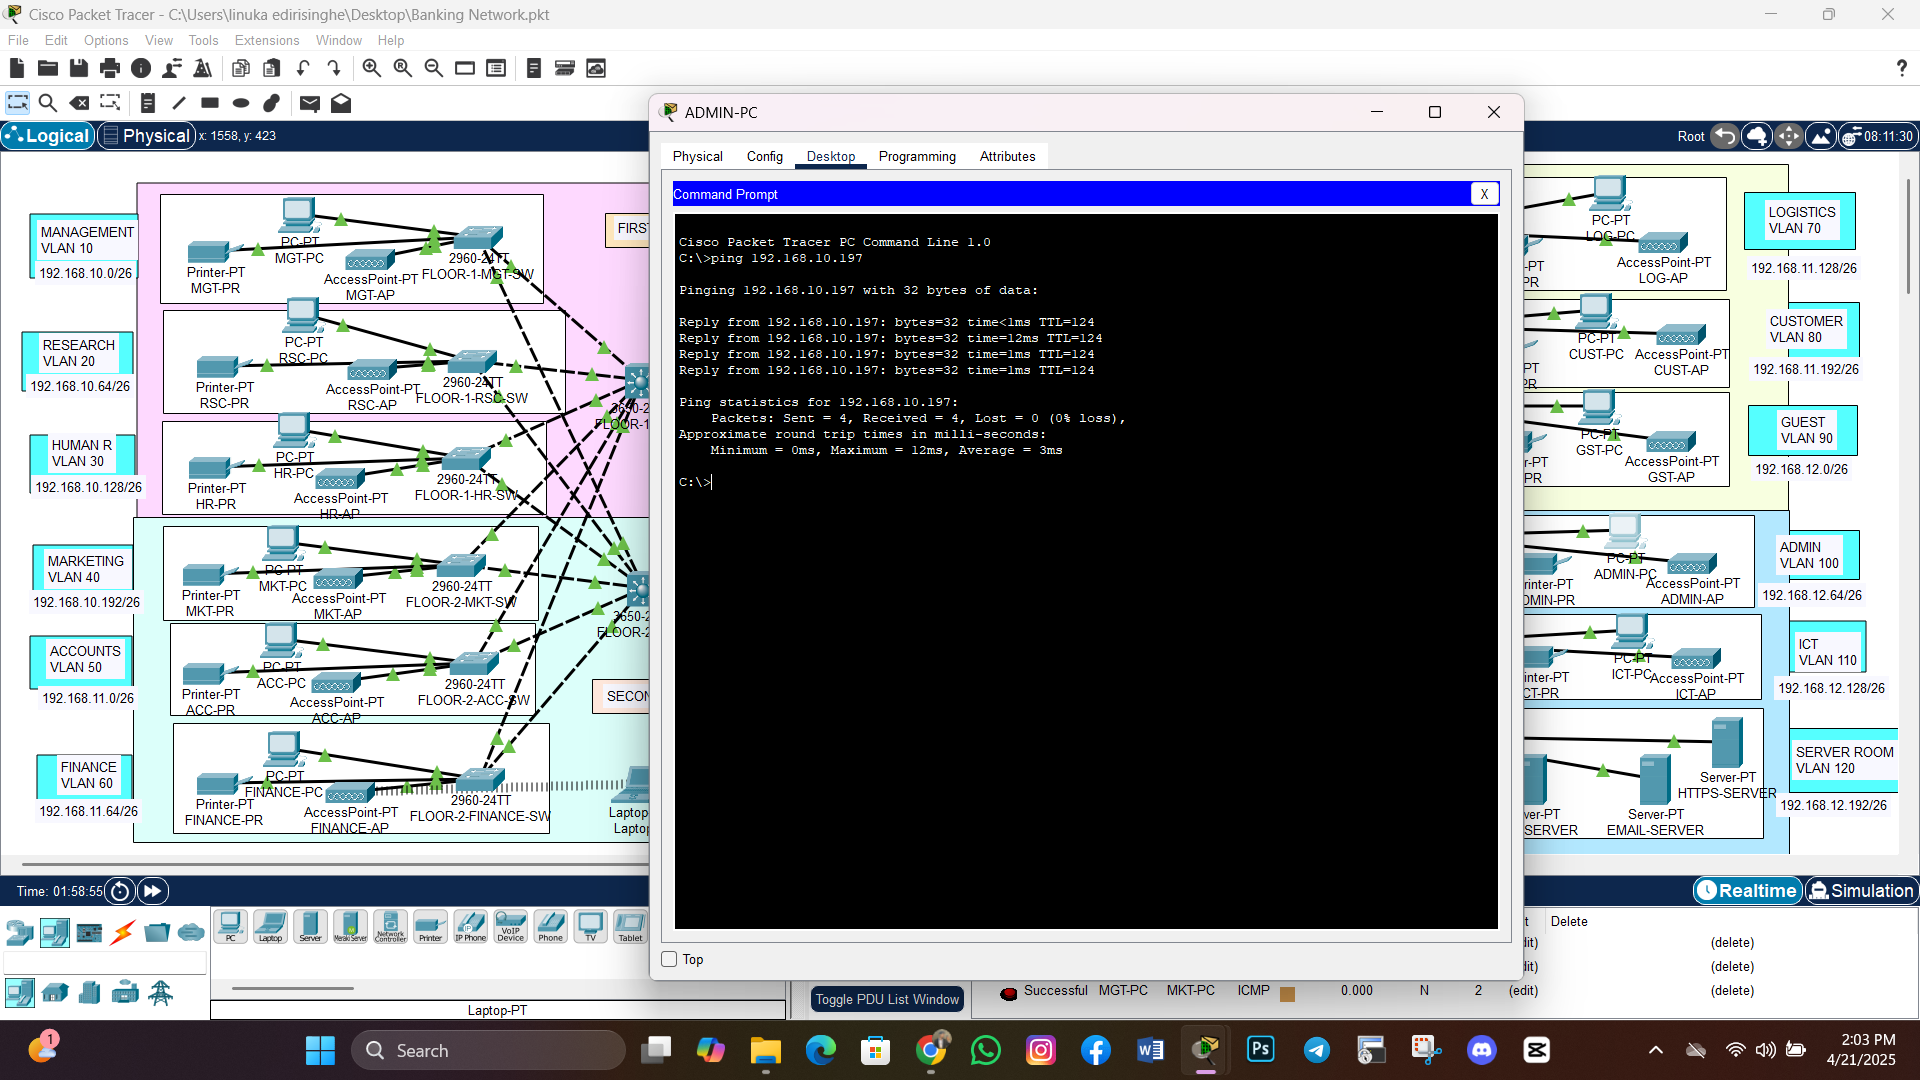 Cisco Packet Tracer - C:\Users\linuka edirisinghe\Desktop\Banking Network.pkt
File Edit Options View Tools Extensions Window Help
Logical Physical x: 1558, y: 423
Root 08:11:30
ADMIN-PC
Physical Config Desktop Programming Attributes
Command Prompt
X
Cisco Packet Tracer PC Command Line 1.0
C:\>ping 192.168.10.197
Pinging 192.168.10.197 with 32 bytes of data:
Reply from 192.168.10.197: bytes=32 time<1ms TTL=124
Reply from 192.168.10.197: bytes=32 time=12ms TTL=124
Reply from 192.168.10.197: bytes=32 time=1ms TTL=124
Reply from 192.168.10.197: bytes=32 time=1ms TTL=124
Ping statistics for 192.168.10.197:
Packets: Sent = 4, Received = 4, Lost = 0 (0% loss),
Approximate round trip times in milli-seconds:
Minimum = 0ms, Maximum = 12ms, Average = 3ms
C:\>
Top
MANAGEMENT
VLAN 10
192.168.10.0/26
PC-PT
MGT-PC
Printer-PT
MGT-PR
AccessPoint-PT
MGT-AP
2960-24TT
FLOOR-1-MGT-SW
FIRS
RESEARCH
VLAN 20
192.168.10.64/26
PC-PT
RSC-PC
Printer-PT
RSC-PR
AccessPoint-PT
RSC-AP
2960-24TT
FLOOR-1-RSC-SW
3650-2
FLOOR-1
HUMAN R
VLAN 30
192.168.10.128/26
PC-PT
HR-PC
Printer-PT
HR-PR
AccessPoint-PT
HR-AP
2960-24TT
FLOOR-1-HR-SW
MARKETING
VLAN 40
192.168.10.192/26
PC-PT
MKT-PC
Printer-PT
MKT-PR
AccessPoint-PT
MKT-AP
2960-24TT
FLOOR-2-MKT-SW
3650-2
FLOOR-2
ACCOUNTS
VLAN 50
192.168.11.0/26
PC-PT
ACC-PC
Printer-PT
ACC-PR
AccessPoint-PT
ACC-AP
2960-24TT
FLOOR-2-ACC-SW
SECON
FINANCE
VLAN 60
192.168.11.64/26
PC-PT
FINANCE-PC
Printer-PT
FINANCE-PR
AccessPoint-PT
FINANCE-AP
2960-24TT
FLOOR-2-FINANCE-SW
Laptop
Laptop
PC-PT
LOG-PC
-PT
PR
AccessPoint-PT
LOG-AP
LOGISTICS
VLAN 70
192.168.11.128/26
PC-PT
CUST-PC
PT
PR
AccessPoint-PT
CUST-AP
CUSTOMER
VLAN 80
192.168.11.192/26
PC-PT
GST-PC
r-PT
PR
AccessPoint-PT
GST-AP
GUEST
VLAN 90
192.168.12.0/26
PC-PT
ADMIN-PC
rinter-PT
DMIN-PR
AccessPoint-PT
ADMIN-AP
ADMIN
VLAN 100
192.168.12.64/26
PC-PT
ICT-PC
inter-PT
CT-PR
AccessPoint-PT
ICT-AP
ICT
VLAN 110
192.168.12.128/26
Server-PT
HTTPS-SERVER
ver-PT
SERVER
Server-PT
EMAIL-SERVER
SERVER ROOM
VLAN 120
192.168.12.192/26
Time: 01:58:55
Realtime Simulation
PC Laptop Server Meraki Server Network Controller Printer IP Phone VoIP Device Phone TV Tablet
Laptop-PT
Toggle PDU List Window
t Delete
dit) (delete)
dit) (delete)
Successful MGT-PC MKT-PC ICMP 0.000 N 2 (edit) (delete)
1
Search
Ps
2:03 PM
4/21/2025